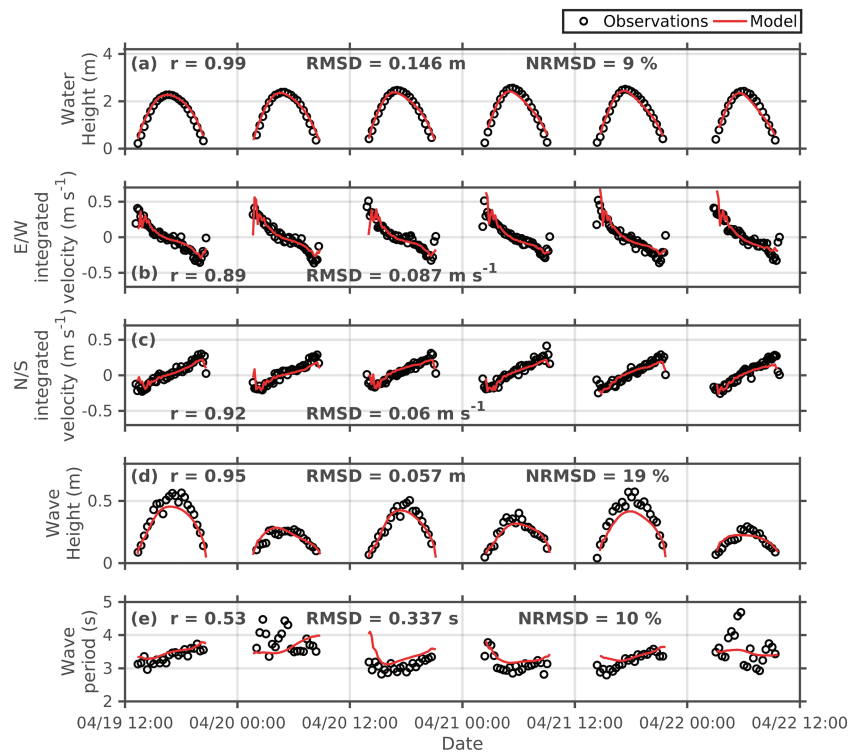 Observations Model
(a) r = 0.99 RMSD = 0.146 m NRMSD = 9 %
Water
Height (m)
4
2
0
E/W
integrated
velocity (m s-1)
0.5
0
-0.5
(b) r = 0.89 RMSD = 0.087 m s-1
N/S
integrated
velocity (m s-1)
(c)
0.5
0
-0.5
r = 0.92 RMSD = 0.06 m s-1
(d) r = 0.95 RMSD = 0.057 m NRMSD = 19 %
Wave
Height (m)
0.5
0
(e) r = 0.53 RMSD = 0.337 s NRMSD = 10 %
Wave
period (s)
5
4
3
2
04/19 12:00 04/20 00:00 04/20 12:00 04/21 00:00 04/21 12:00 04/22 00:00 04/22 12:00
Date